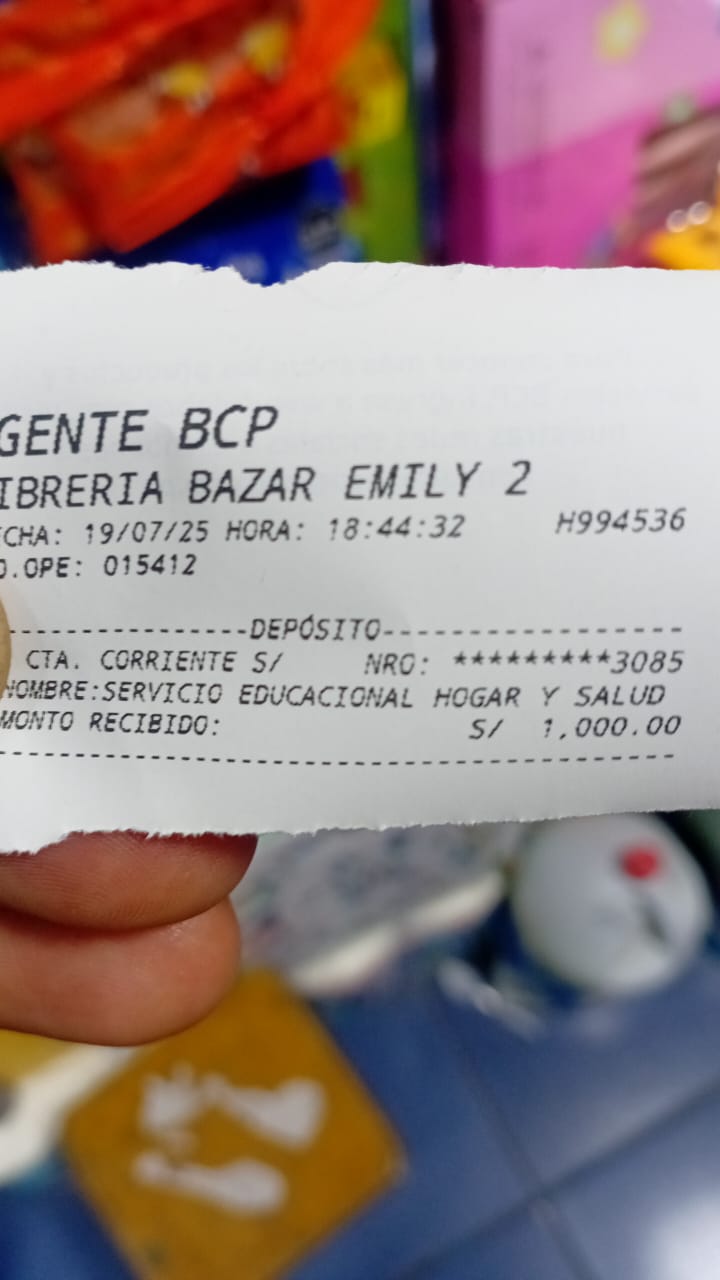 GENTE BCP
IBRERIA BAZAR EMILY 2
CHA: 19/07/25 HORA: 18:44:32 H994536
O.OPE: 015412
----------------DEPÓSITO-----------------
CTA. CORRIENTE S/ NRO: *********3085
NOMBRE:SERVICIO EDUCACIONAL HOGAR Y SALUD
MONTO RECIBIDO: S/ 1,000.00